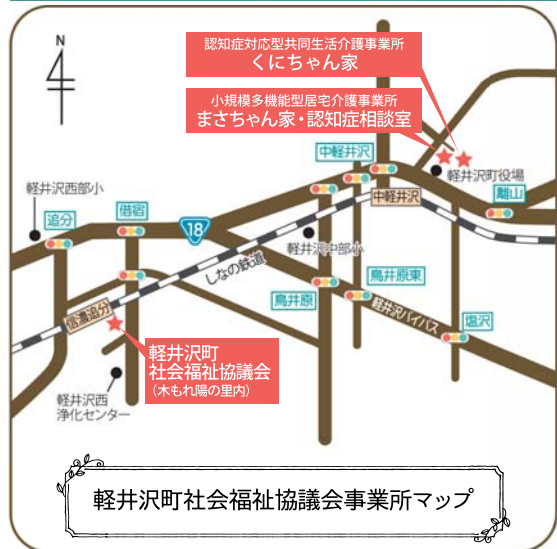 N
認知症対応型共同生活介護事業所
くにちゃん家
小規模多機能型居宅介護事業所
まさちゃん家・認知症相談室
中軽井沢
軽井沢町役場
離山
中軽井沢
軽井沢西部小
追分
借宿
18
軽井沢中部小
しなの鉄道
鳥井原
鳥井原東
軽井沢バイパス
塩沢
信濃追分
軽井沢町
社会福祉協議会
(木もれ陽の里内)
軽井沢西
浄化センター
軽井沢町社会福祉協議会事業所マップ